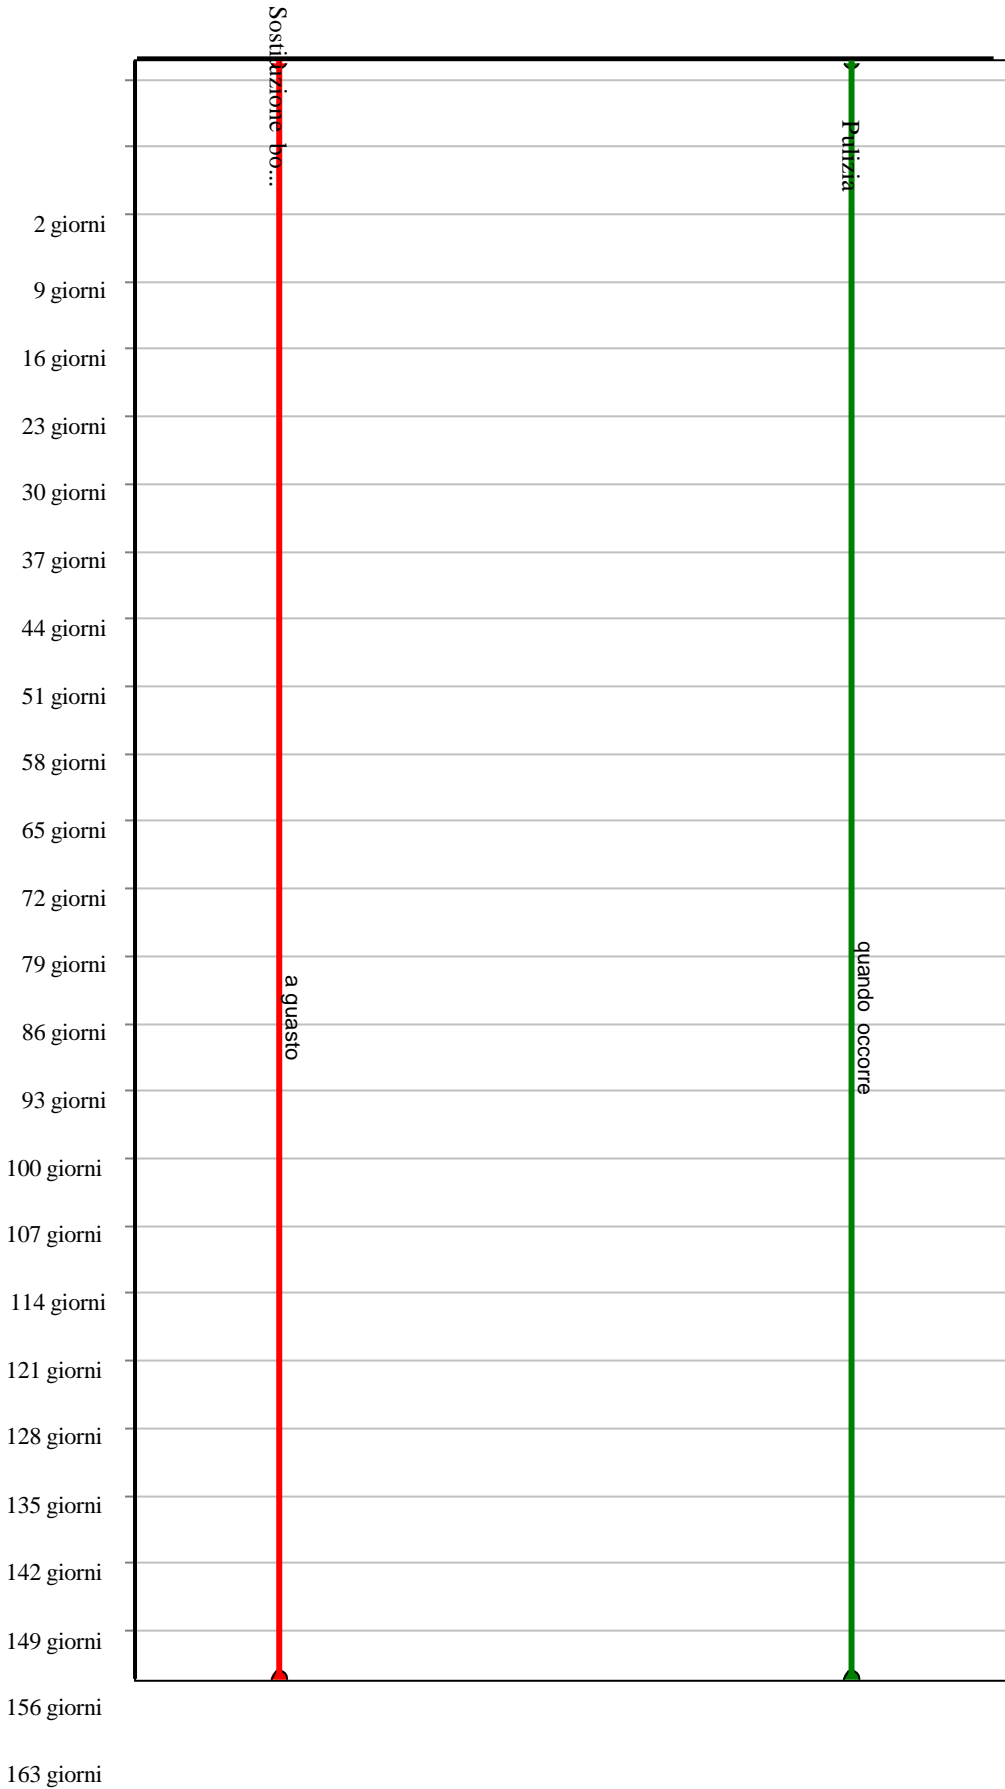 Sostituzione bo...
Pulizia
2 giorni
9 giorni
16 giorni
23 giorni
30 giorni
37 giorni
44 giorni
51 giorni
58 giorni
65 giorni
72 giorni
79 giorni
quando occorre
a guasto
86 giorni
93 giorni
100 giorni
107 giorni
114 giorni
121 giorni
128 giorni
135 giorni
142 giorni
149 giorni
156 giorni
163 giorni